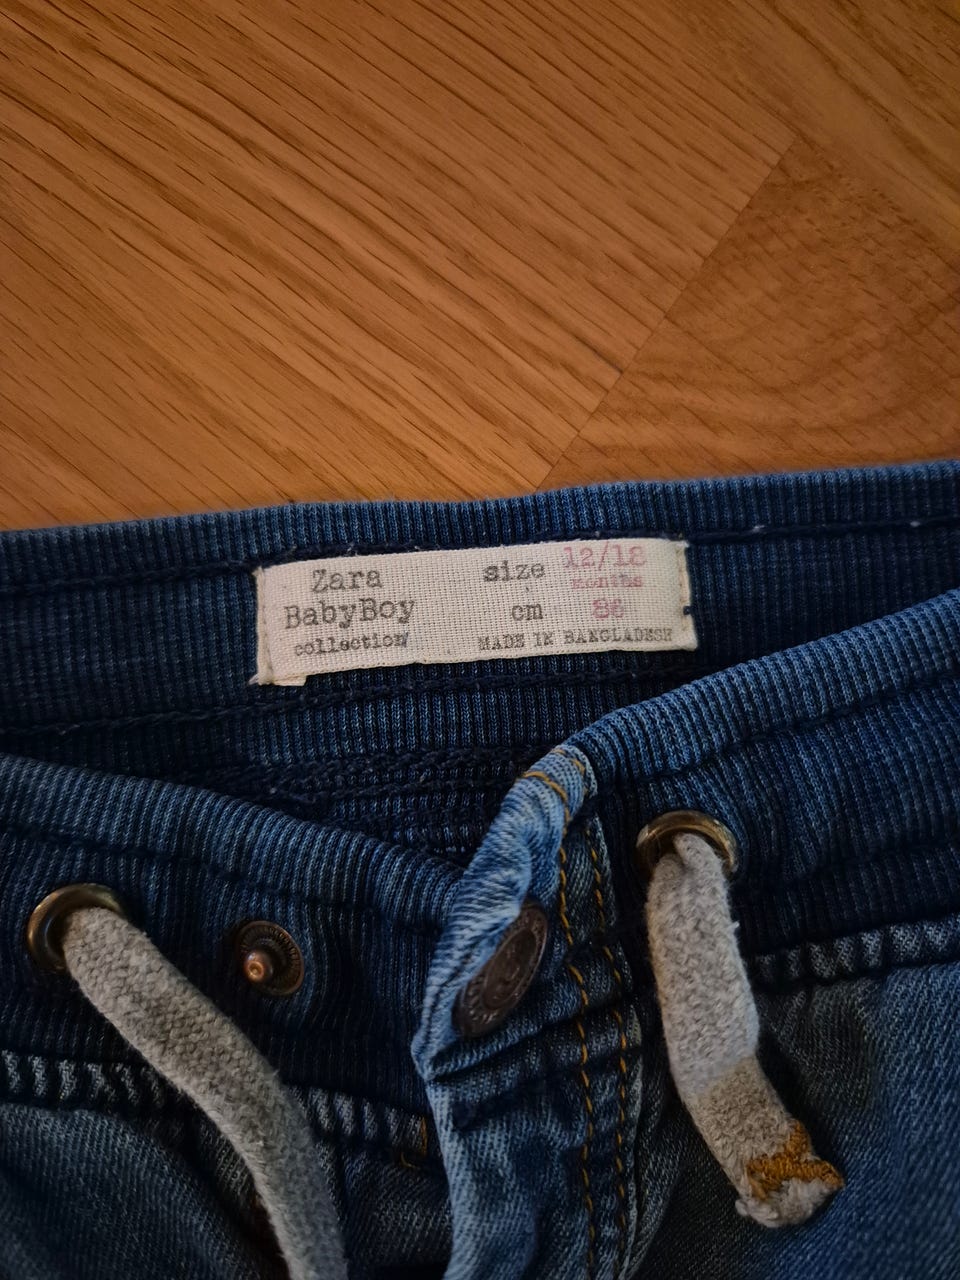 Zara
BabyBoy
collection
size 12/18
months
cm 86
MADE IN BANGLADESH